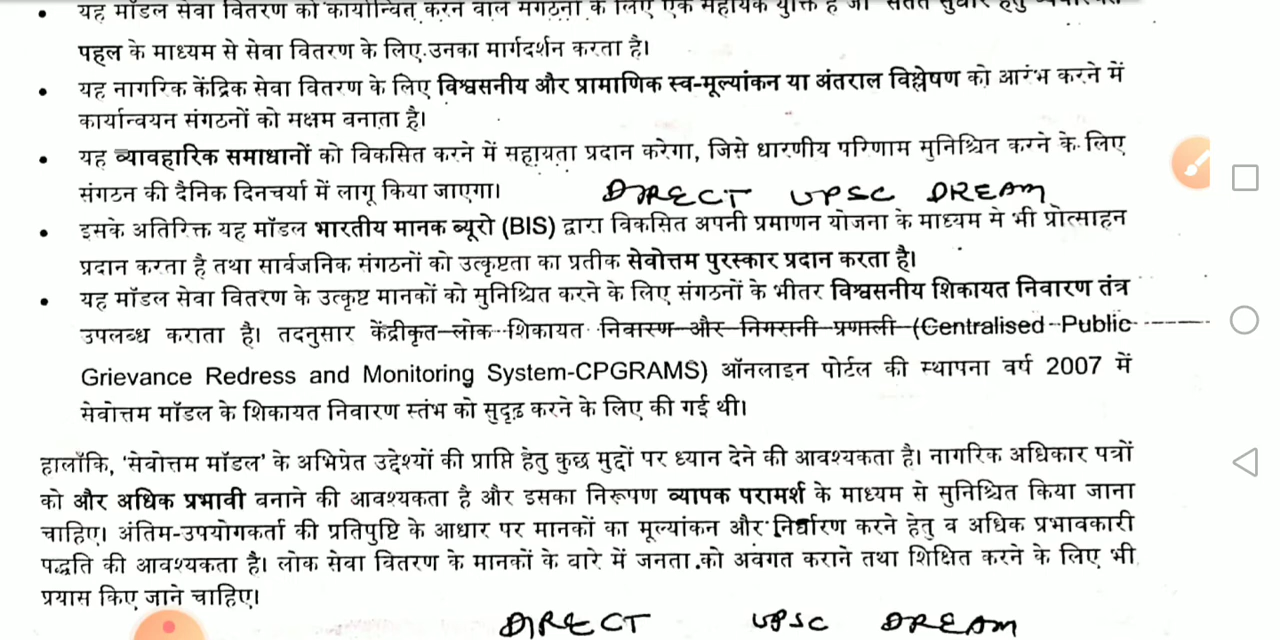 यह मॉडल सेवा वितरण को कार्यान्वित करने वाले संगठनों के लिए एक सहायक युक्ति है जो सतत सुधार हेतु
पहल के माध्यम से सेवा वितरण के लिए उनका मार्गदर्शन करता है।
• यह नागरिक केंद्रिक सेवा वितरण के लिए विश्वसनीय और प्रामाणिक स्व-मूल्यांकन या अंतराल विश्लेषण को आरंभ करने में
कार्यान्वयन संगठनों को सक्षम बनाता है।
• यह व्यावहारिक समाधानों को विकसित करने में सहायता प्रदान करेगा, जिसे धारणीय परिणाम सुनिश्चित करने के लिए
संगठन की दैनिक दिनचर्या में लागू किया जाएगा।
DIRECT UPSC DREAM
• इसके अतिरिक्त यह मॉडल भारतीय मानक ब्यूरो (BIS) द्वारा विकसित अपनी प्रमाणन योजना के माध्यम से भी प्रोत्साहन
प्रदान करता है तथा सार्वजनिक संगठनों को उत्कृष्टता का प्रतीक सेवोत्तम पुरस्कार प्रदान करता है।
• यह मॉडल सेवा वितरण के उत्कृष्ट मानकों को सुनिश्चित करने के लिए संगठनों के भीतर विश्वसनीय शिकायत निवारण तंत्र
उपलब्ध कराता है। तदनुसार केंद्रीकृत लोक शिकायत निवारण और निगरानी प्रणाली (Centralised Public
Grievance Redress and Monitoring System-CPGRAMS) ऑनलाइन पोर्टल की स्थापना वर्ष 2007 में
सेवोत्तम मॉडल के शिकायत निवारण स्तंभ को सुदृढ़ करने के लिए की गई थी।
हालाँकि, 'सेवोत्तम मॉडल' के अभिप्रेत उद्देश्यों की प्राप्ति हेतु कुछ मुद्दों पर ध्यान देने की आवश्यकता है। नागरिक अधिकार पत्रों
को और अधिक प्रभावी बनाने की आवश्यकता है और इसका निरूपण व्यापक परामर्श के माध्यम से सुनिश्चित किया जाना
चाहिए। अंतिम-उपयोगकर्ता की प्रतिपुष्टि के आधार पर मानकों का मूल्यांकन और निर्धारण करने हेतु व अधिक प्रभावकारी
पद्धति की आवश्यकता है। लोक सेवा वितरण के मानकों के बारे में जनता को अवगत कराने तथा शिक्षित करने के लिए भी
प्रयास किए जाने चाहिए।
DIRECT UPSC DREAM